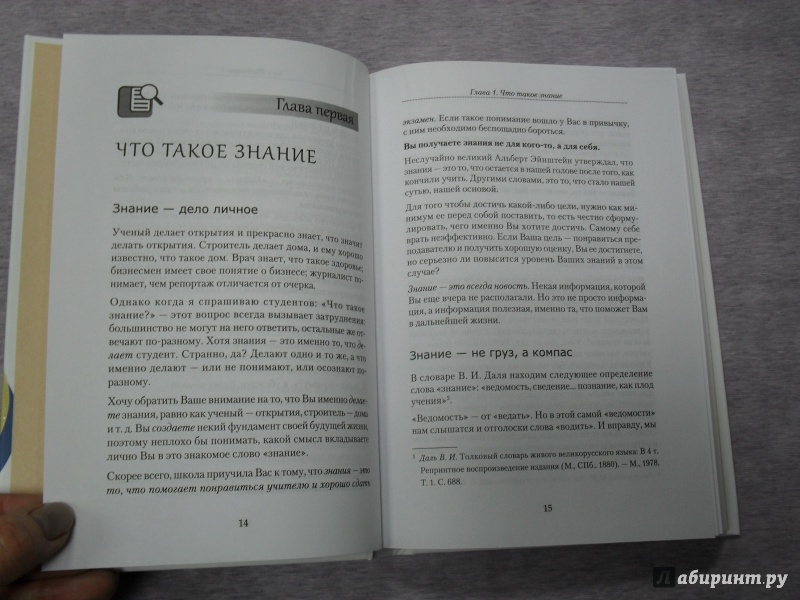 Глава первая
ЧТО ТАКОЕ ЗНАНИЕ
Знание — дело личное
Ученый делает открытия и прекрасно знает, что значит
делать открытия. Строитель делает дома, и ему хорошо
известно, что такое дом. Врач знает, что такое здоровье;
бизнесмен имеет свое понятие о бизнесе; журналист по-
нимает, чем репортаж отличается от очерка.
Однако когда я спрашиваю студентов: «Что такое
знание?» — этот вопрос всегда вызывает затруднения:
большинство не могут на него ответить, остальные же от-
вечают по-разному. Хотя знания — это именно то, что де-
лает студент. Странно, да? Делают одно и то же, а что
именно делают — или не понимают, или осознают по-
разному.
Хочу обратить Ваше внимание на то, что Вы именно делае-
те знания, равно как ученый — открытия, строитель — дома
и т. д. Вы создаете некий фундамент своей будущей жизни,
поэтому неплохо бы понимать, какой смысл вкладываете
лично Вы в это знакомое слово «знание».
Скорее всего, школа приучила Вас к тому, что знания — это
то, что помогает понравиться учителю и хорошо сдать
14
Глава 1. Что такое знание
экзамен. Если такое понимание вошло у Вас в привычку,
с ним необходимо беспощадно бороться.
Вы получаете знания не для кого-то, а для себя.
Неслучайно великий Альберт Эйнштейн утверждал, что
знания — это то, что остается в нашей голове после того, как
кончили учить. Другими словами, это то, что стало нашей
сутью, нашей основой.
Для того чтобы достичь какой-либо цели, нужно как ми-
нимум ее перед собой поставить, то есть честно сформу-
лировать, чего именно Вы хотите достичь. Самому себе
врать неэффективно. Если Ваша цель — понравиться пре-
подавателю и получить хорошую оценку, Вы ее достигнете,
но серьезно ли повысится уровень Ваших знаний в этом
случае?
Знание — это всегда новость. Некая информация, которой
Вы еще вчера не располагали. Но это не просто информа-
ция, а информация полезная, именно та, что поможет Вам
в дальнейшей жизни.
Знание — не груз, а компас
В словаре В. И. Даля находим следующее определение
слова «знание»: «ведомость, сведение... познание, как плод
учения»¹.
«Ведомость» — от «ведать». Но в этой самой «ведомости»
нам слышатся и отголоски слова «водить». И вправду, мы
¹ Даль В. И. Толковый словарь живого великорусского языка: В 4 т.
Репринтное воспроизведение издания (М., СПб., 1880). — М., 1978.
Т. 1. С. 688.
15
Лабиринт.ру